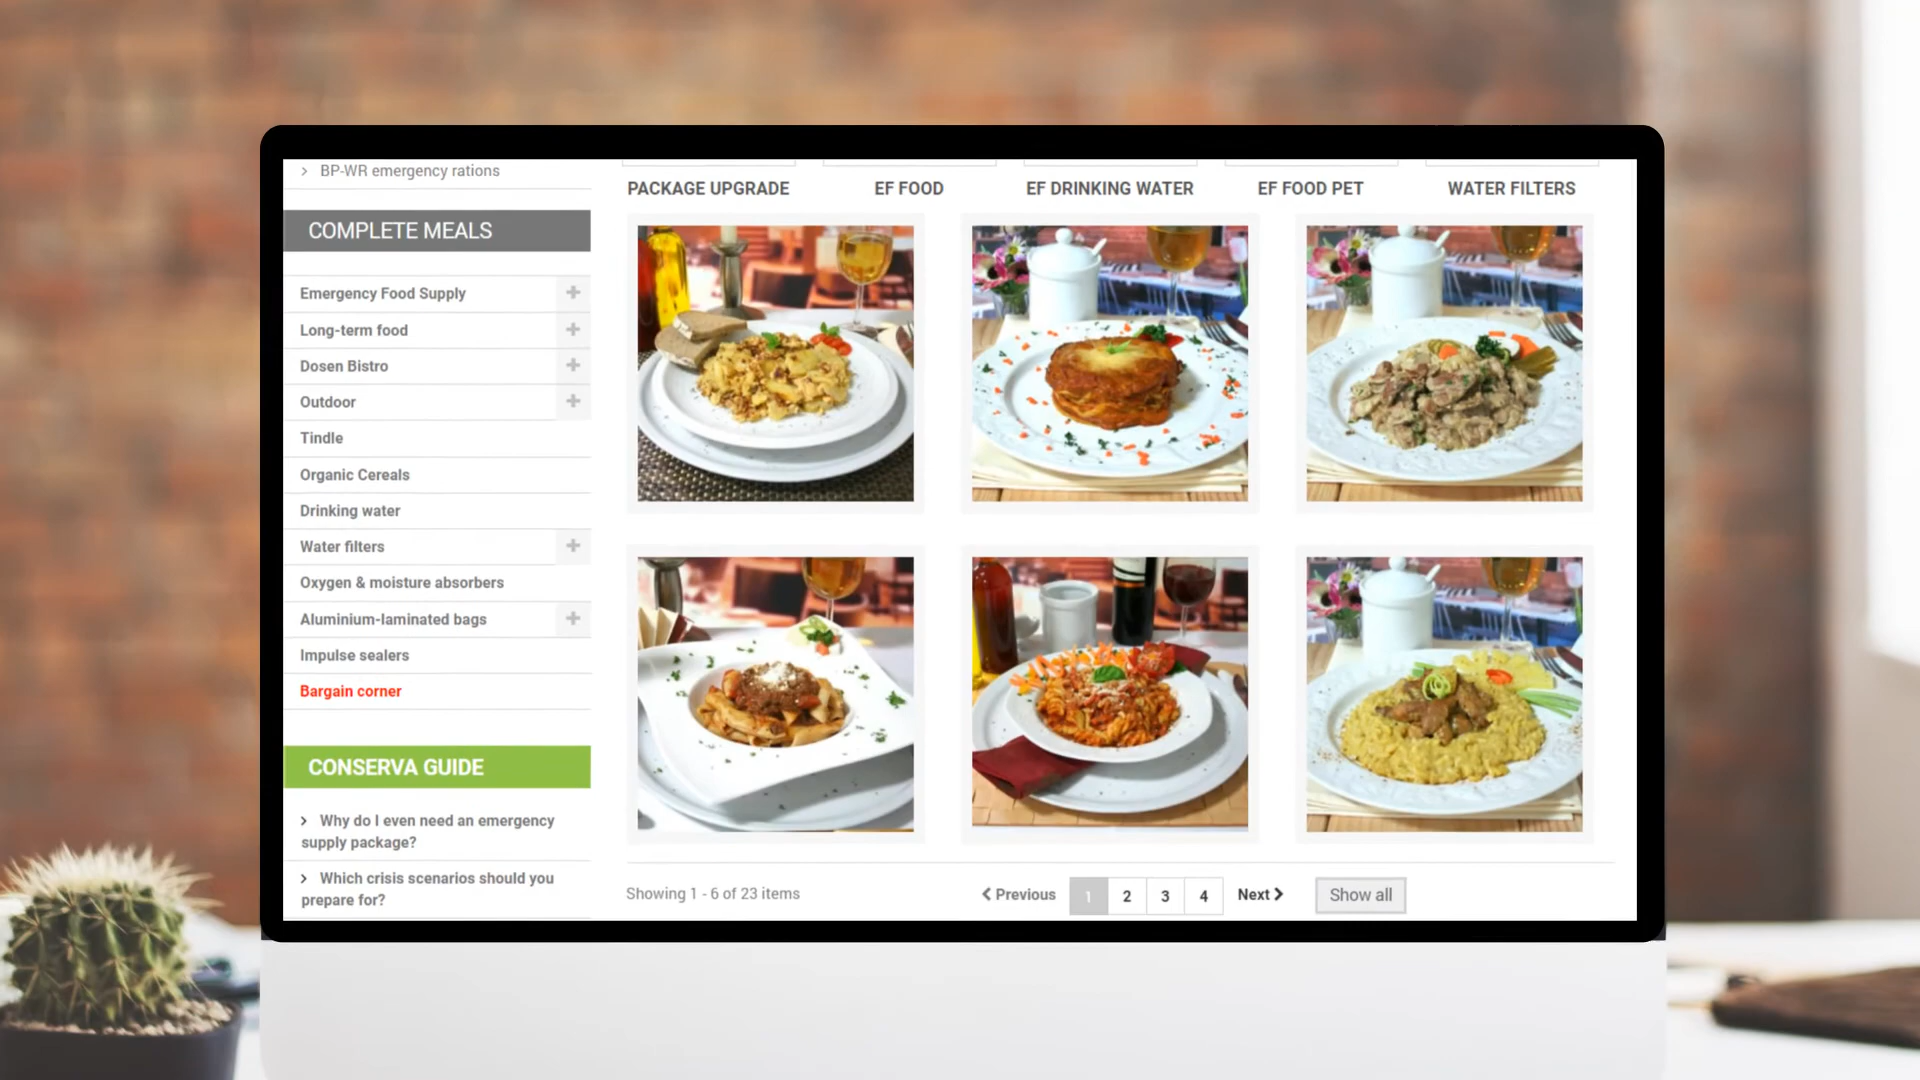 BP-WR emergency rations
COMPLETE MEALS
Emergency Food Supply
Long-term food
Dosen Bistro
Outdoor
Tindle
Organic Cereals
Drinking water
Water filters
Oxygen & moisture absorbers
Aluminium-laminated bags
Impulse sealers
Bargain corner
CONSERVA GUIDE
Why do I even need an emergency
supply package?
Which crisis scenarios should you
prepare for?
PACKAGE UPGRADE
EF FOOD
EF DRINKING WATER
EF FOOD PET
WATER FILTERS
Showing 1 - 6 of 23 items
Previous
1
2
3
4
Next
Show all